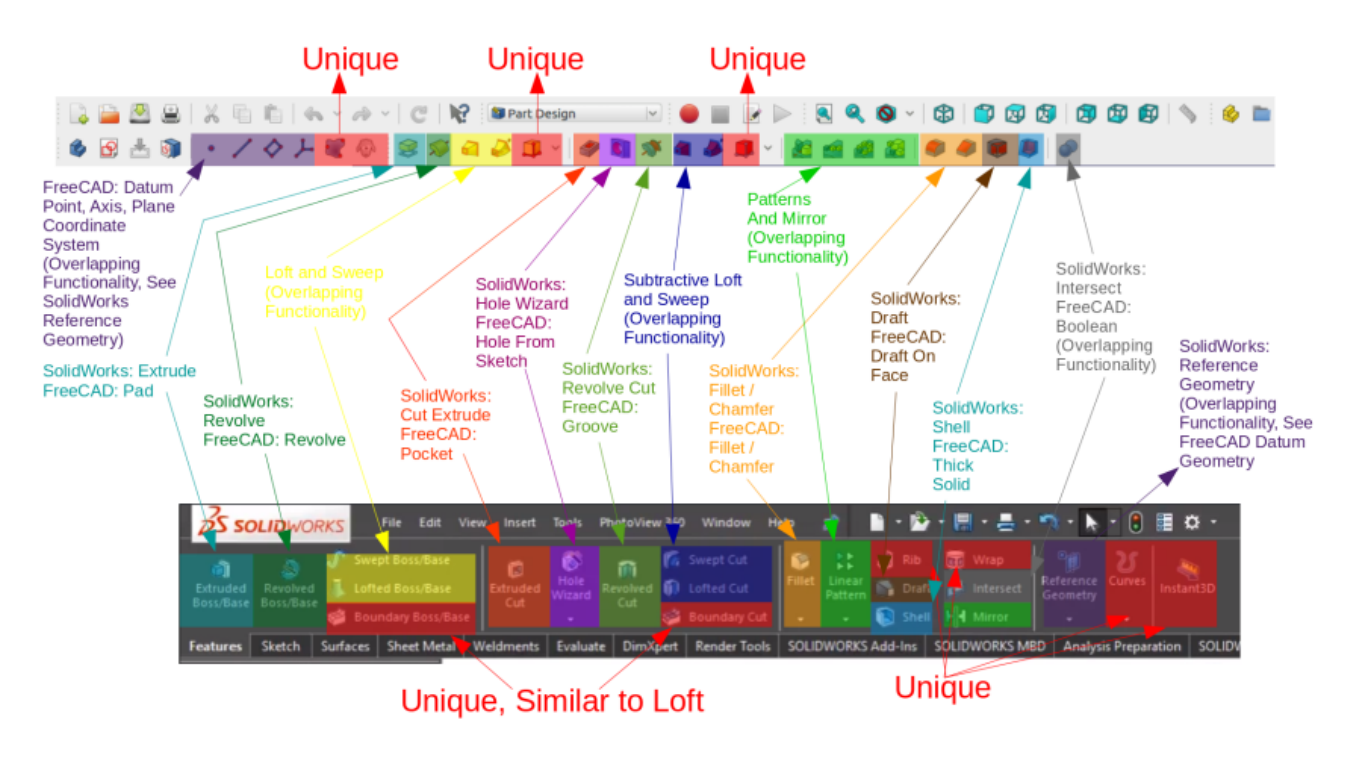 Unique
Unique
Unique
Part Design
FreeCAD: Datum
Point, Axis, Plane
Coordinate
System
(Overlapping
Functionality, See
SolidWorks
Reference
Geometry)
SolidWorks: Extrude
FreeCAD: Pad
SolidWorks:
Revolve
FreeCAD: Revolve
Loft and Sweep
(Overlapping
Functionality)
SolidWorks:
Cut Extrude
FreeCAD:
Pocket
SolidWorks:
Hole Wizard
FreeCAD:
Hole From
Sketch
SolidWorks:
Revolve Cut
FreeCAD:
Groove
Subtractive Loft
and Sweep
(Overlapping
Functionality)
SolidWorks:
Fillet /
Chamfer
FreeCAD:
Fillet /
Chamfer
Patterns
And Mirror
(Overlapping
Functionality)
SolidWorks:
Draft
FreeCAD:
Draft On
Face
SolidWorks:
Shell
FreeCAD:
Thick
Solid
SolidWorks:
Intersect
FreeCAD:
Boolean
(Overlapping
Functionality)
SolidWorks:
Reference
Geometry
(Overlapping
Functionality, See
FreeCAD Datum
Geometry
SOLIDWORKS File Edit View Insert Tools PhotoView 360 Window Help
Extruded
Boss/Base
Revolved
Boss/Base
Swept Boss/Base
Lofted Boss/Base
Boundary Boss/Base
Extruded
Cut
Hole
Wizard
Revolved
Cut
Swept Cut
Lofted Cut
Boundary Cut
Fillet
Linear
Pattern
Rib
Draft
Shell
Wrap
Intersect
Mirror
Reference
Geometry
Curves
Instant3D
Features Sketch Surfaces Sheet Metal Weldments Evaluate DimXpert Render Tools SOLIDWORKS Add-Ins SOLIDWORKS MBD Analysis Preparation
Unique, Similar to Loft
Unique